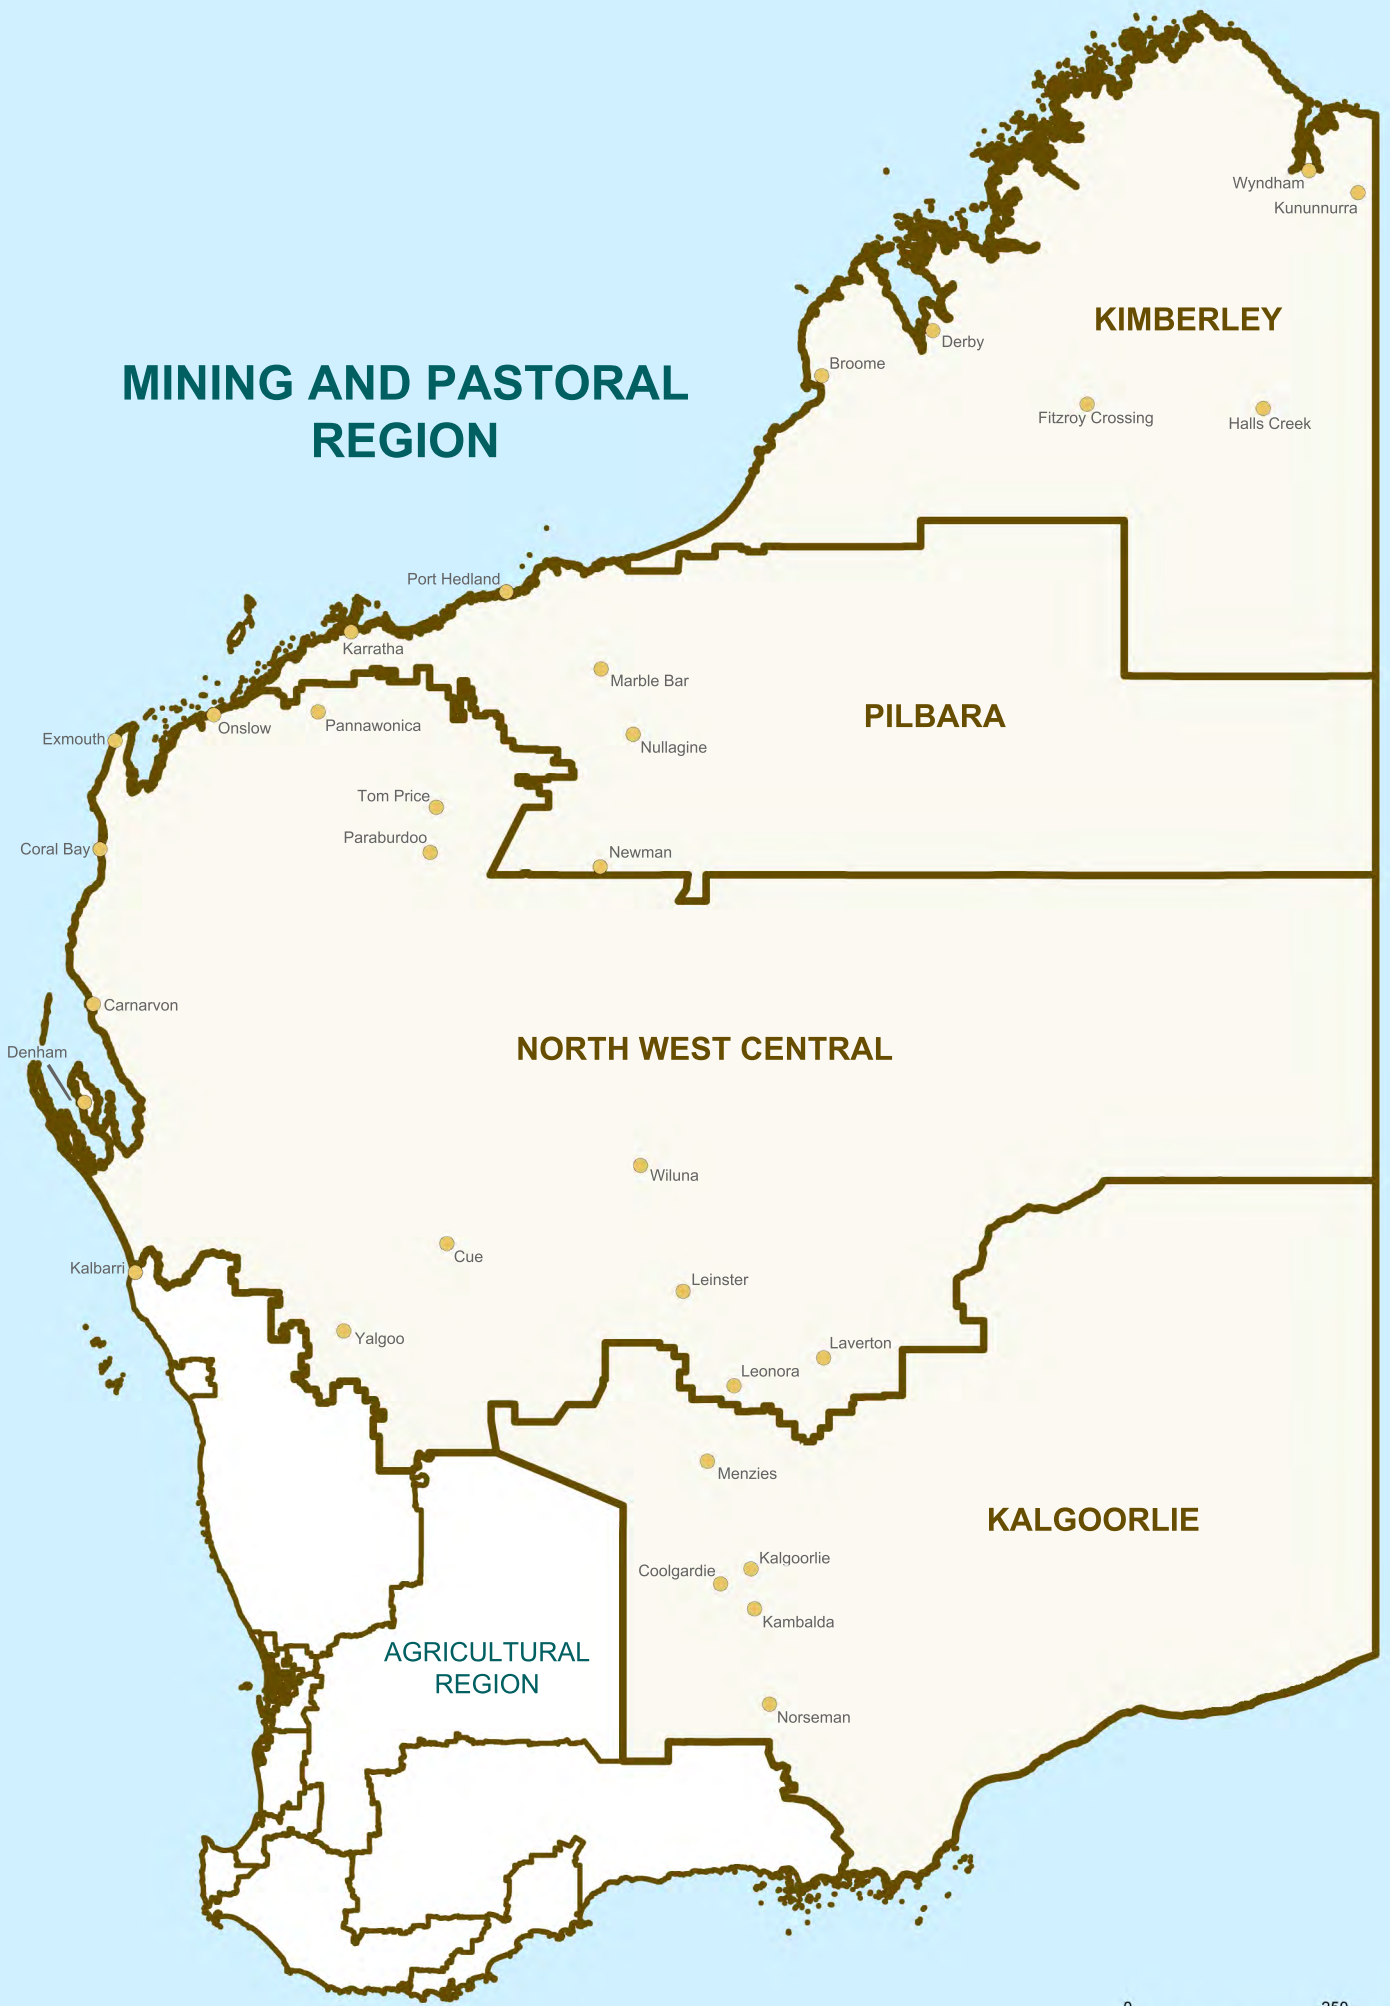 Wyndham
Kununnurra
KIMBERLEY
Derby
Broome
Fitzroy Crossing
Halls Creek
MINING AND PASTORAL
REGION
Port Hedland
Karratha
Marble Bar
PILBARA
Pannawonica
Onslow
Exmouth
Nullagine
Tom Price
Paraburdoo
Coral Bay
Newman
Carnarvon
NORTH WEST CENTRAL
Denham
Wiluna
Cue
Kalbarri
Leinster
Yalgoo
Laverton
Leonora
Menzies
KALGOORLIE
Kalgoorlie
Coolgardie
Kambalda
AGRICULTURAL
REGION
Norseman